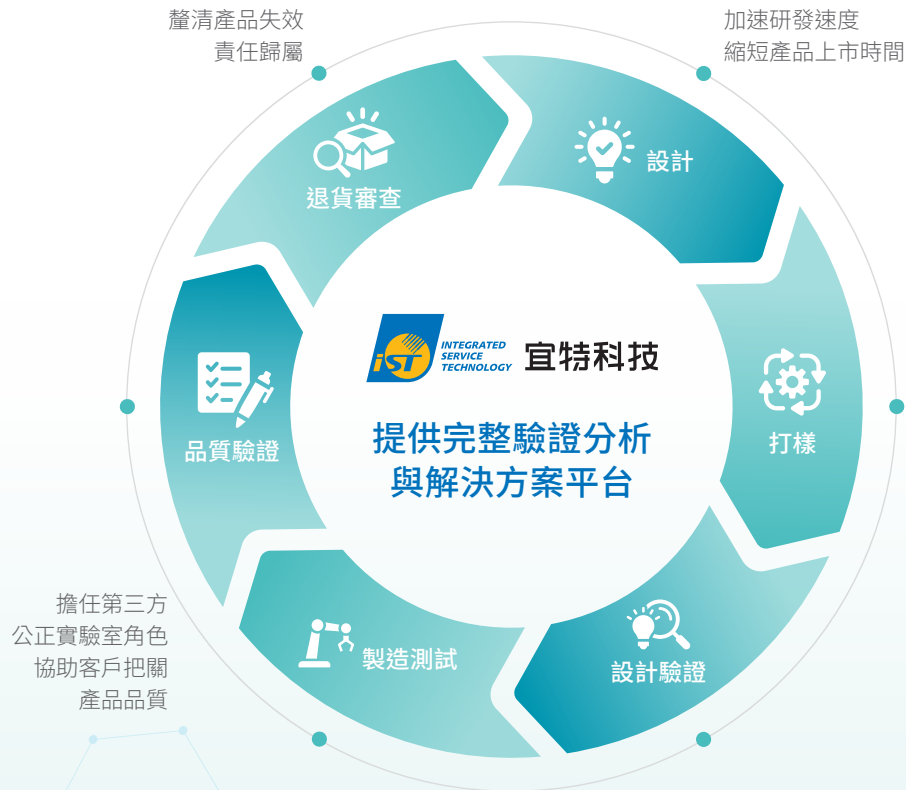 釐清產品失效
責任歸屬
加速研發速度
縮短產品上市時間
退貨審查
設計
打樣
設計驗證
製造測試
品質驗證
iST
INTEGRATED
SERVICE
TECHNOLOGY
宜特科技
提供完整驗證分析
與解決方案平台
擔任第三方
公正實驗室角色
協助客戶把關
產品品質